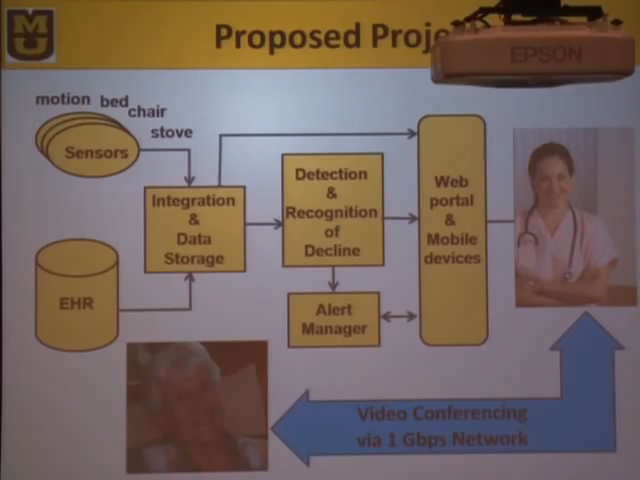 MU
Proposed Proje
EPSON
motion bed
chair
stove
Sensors
Integration
&
Data
Storage
Detection
&
Recognition
of
Decline
Web
portal
&
Mobile
devices
EHR
Alert
Manager
Video Conferencing
via 1 Gbps Network